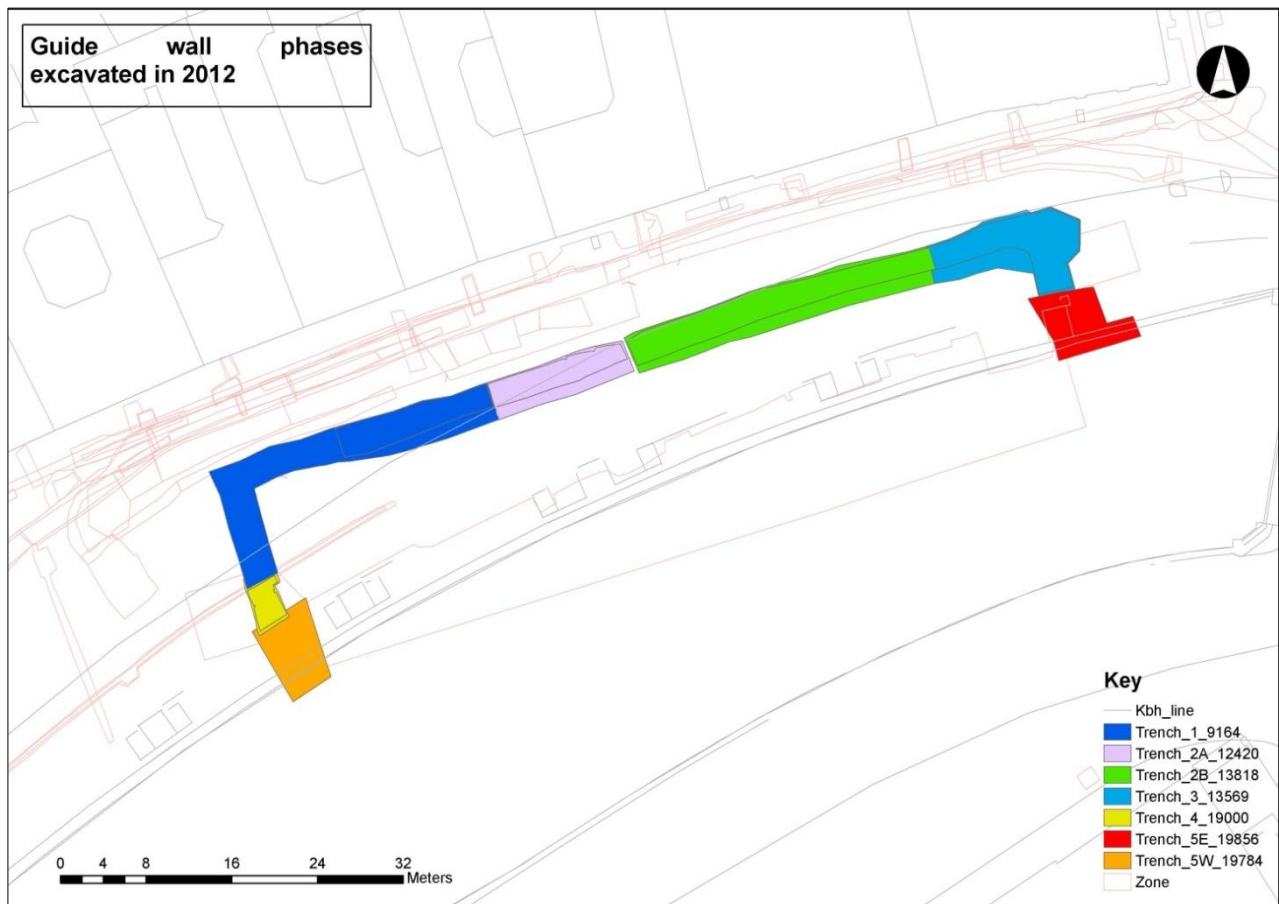 Guide wall phases
excavated in 2012
Key
Kbh_line
Trench_1_9164
Trench_2A_12420
Trench_2B_13818
Trench_3_13569
Trench_4_19000
Trench_5E_19856
Trench_5W_19784
Zone
0 4 8 16 24 32
Meters